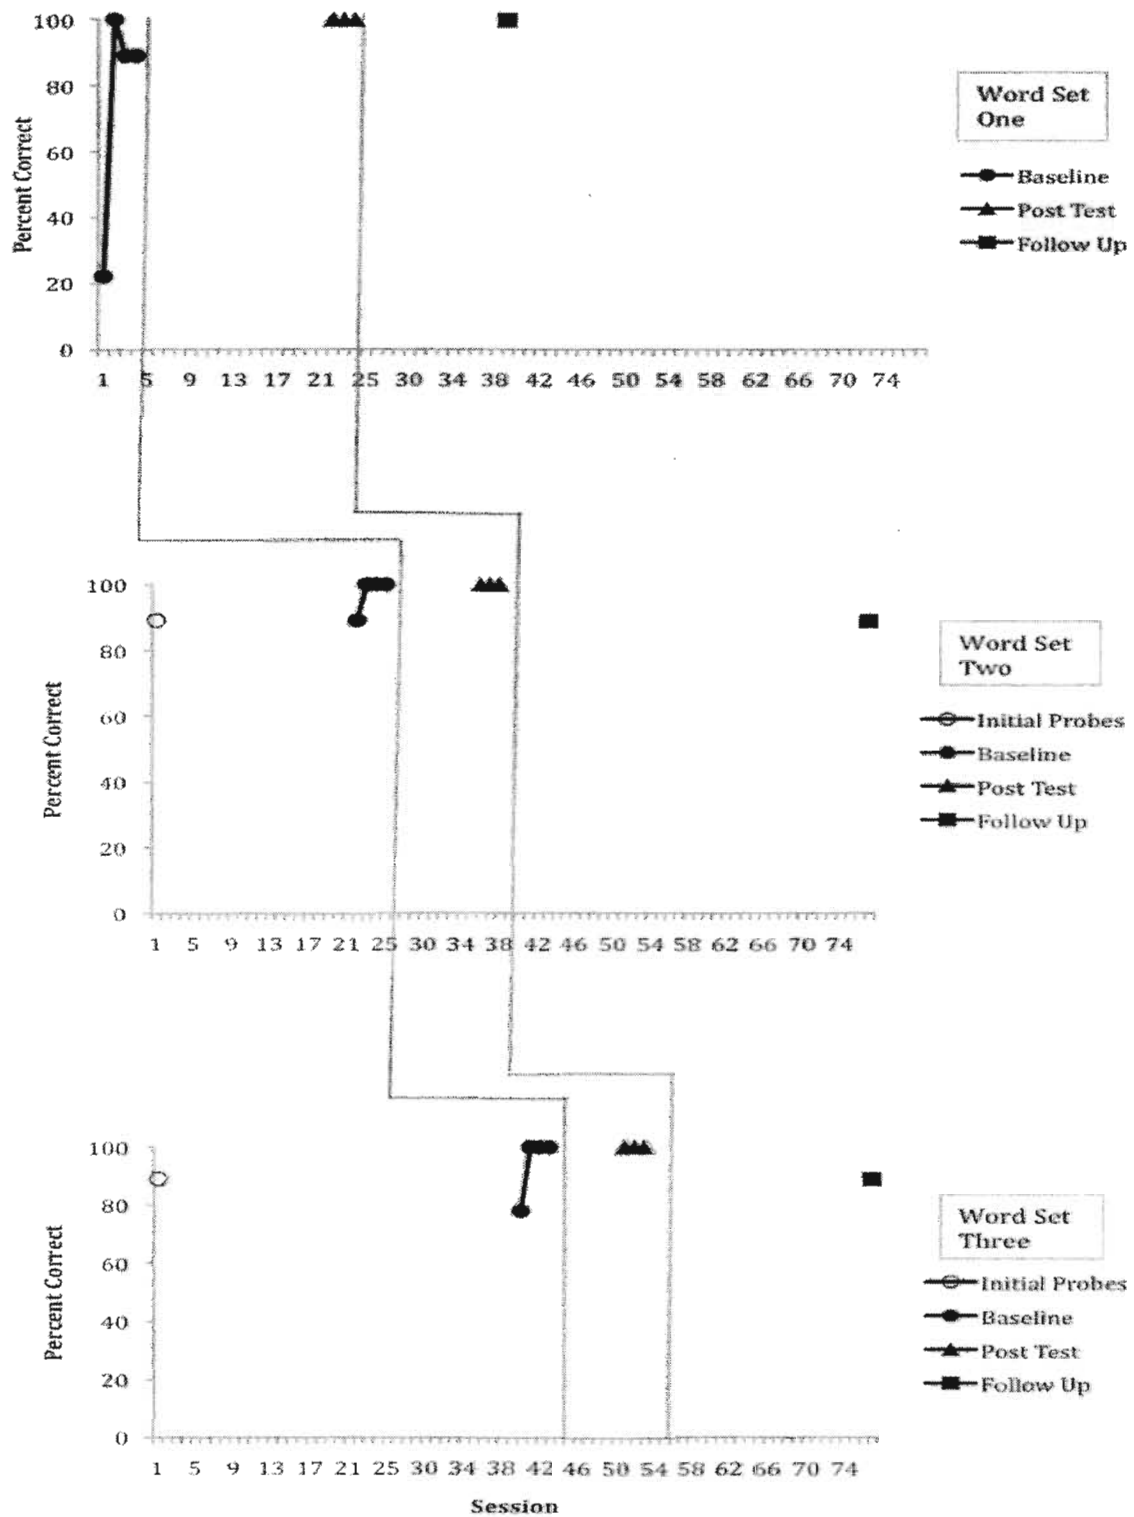 100
80
60
40
20
0
Percent Correct
1 5 9 13 17 21 25 30 34 38 42 46 50 54 58 62 66 70 74
Word Set
One
Baseline
Post Test
Follow Up
100
80
60
40
20
0
Percent Correct
1 5 9 13 17 21 25 30 34 38 42 46 50 54 58 62 66 70 74
Word Set
Two
Initial Probes
Baseline
Post Test
Follow Up
100
80
60
40
20
0
Percent Correct
1 5 9 13 17 21 25 30 34 38 42 46 50 54 58 62 66 70 74
Session
Word Set
Three
Initial Probes
Baseline
Post Test
Follow Up